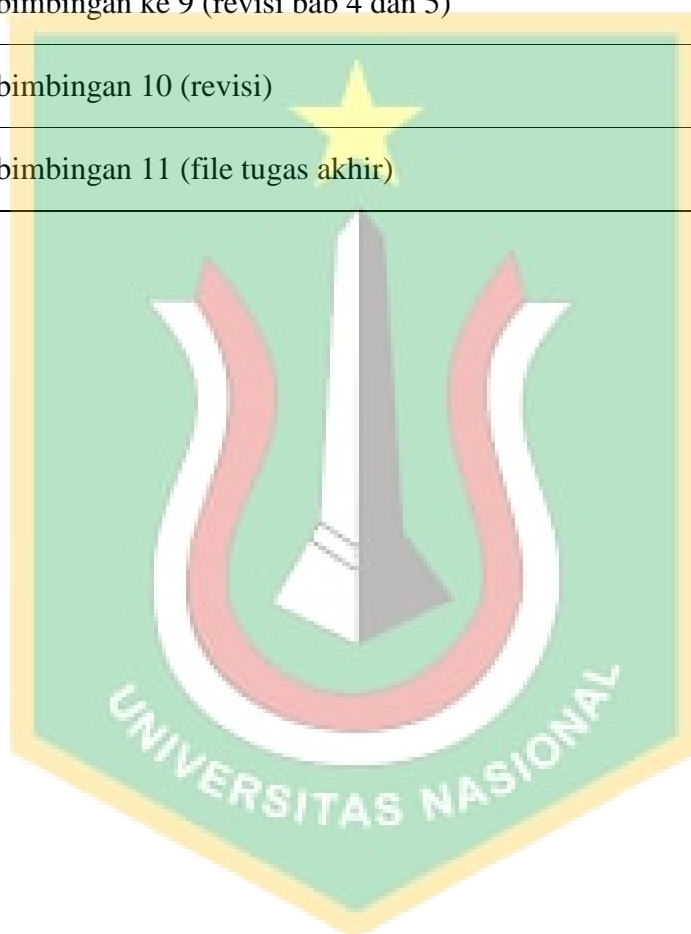 bimbingan ke 9 (revisi bab 4 dan 5)
bimbingan 10 (revisi)
bimbingan 11 (file tugas akhir)
UNIVERSITAS NASIONAL